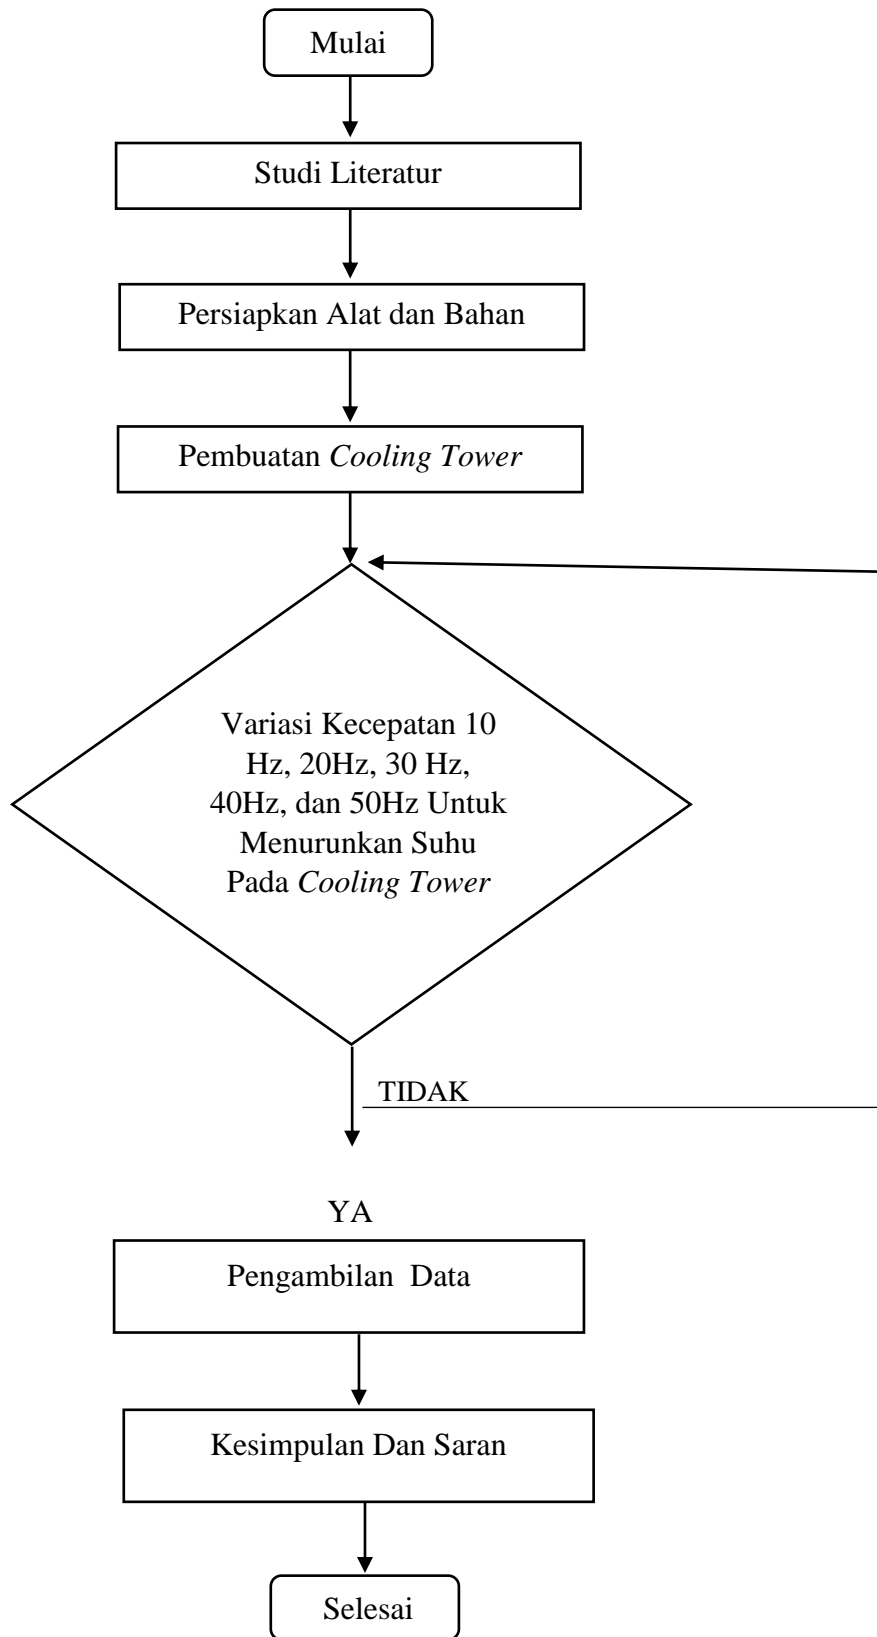 Mulai
Studi Literatur
Persiapkan Alat dan Bahan
Pembuatan Cooling Tower
Variasi Kecepatan 10
Hz, 20Hz, 30 Hz,
40Hz, dan 50Hz Untuk
Menurunkan Suhu
Pada Cooling Tower
TIDAK
YA
Pengambilan  Data
Kesimpulan Dan Saran
Selesai